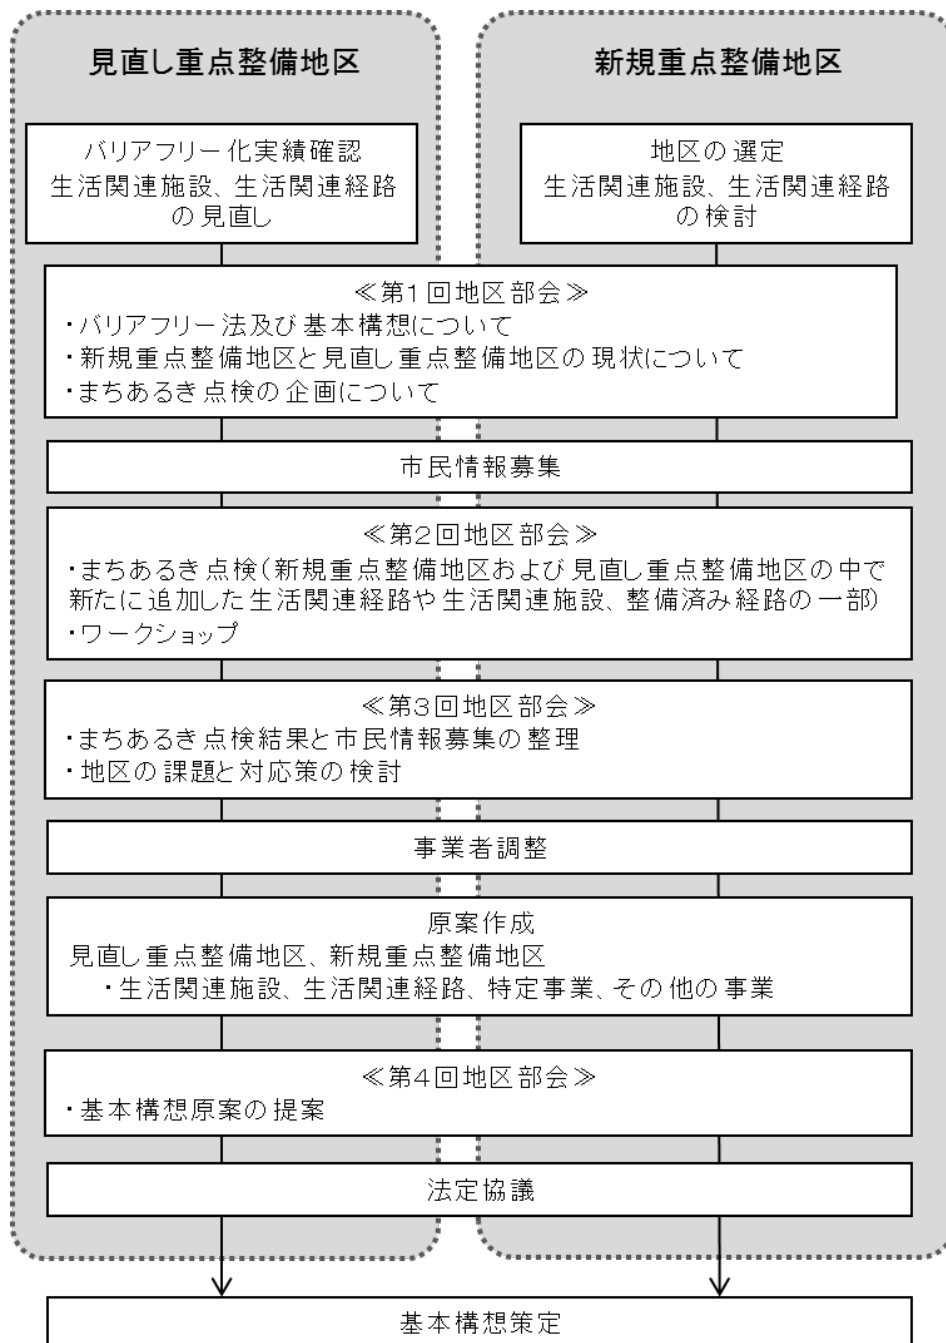 見直し重点整備地区
新規重点整備地区
バリアフリー化実績確認
生活関連施設、生活関連経路
の見直し
地区の選定
生活関連施設、生活関連経路
の検討
≪第1回地区部会≫
・バリアフリー法及び基本構想について
・新規重点整備地区と見直し重点整備地区の現状について
・まちあるき点検の企画について
市民情報募集
≪第2回地区部会≫
・まちあるき点検(新規重点整備地区および見直し重点整備地区の中で
新たに追加した生活関連経路や生活関連施設、整備済み経路の一部)
・ワークショップ
≪第3回地区部会≫
・まちあるき点検結果と市民情報募集の整理
・地区の課題と対応策の検討
事業者調整
原案作成
見直し重点整備地区、新規重点整備地区
・生活関連施設、生活関連経路、特定事業、その他の事業
≪第4回地区部会≫
・基本構想原案の提案
法定協議
基本構想策定